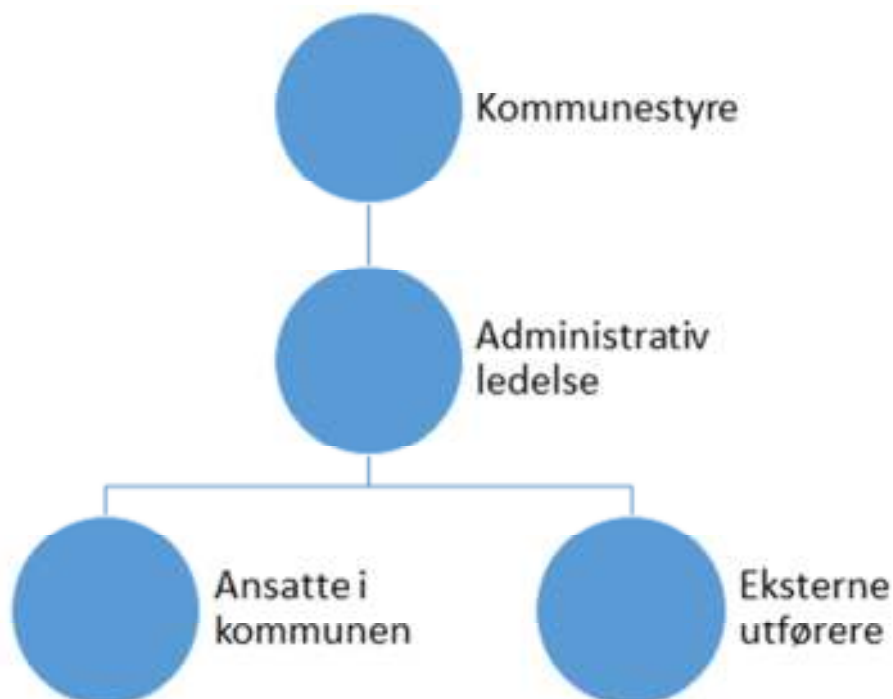 Kommunestyre
Administrativ
ledelse
Ansatte i
kommunen
Eksterne
utførere